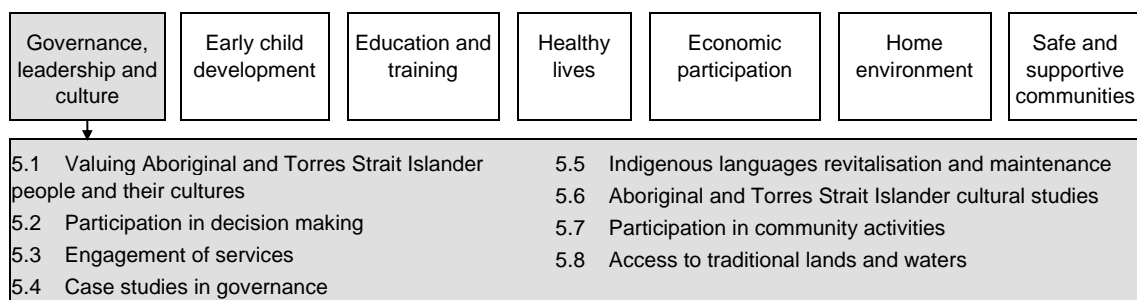 Governance,
leadership and
culture
Early child
development
Education and
training
Healthy
lives
Economic
participation
Home
environment
Safe and
supportive
communities
5.1 Valuing Aboriginal and Torres Strait Islander
people and their cultures
5.2 Participation in decision making
5.3 Engagement of services
5.4 Case studies in governance
5.5 Indigenous languages revitalisation and maintenance
5.6 Aboriginal and Torres Strait Islander cultural studies
5.7 Participation in community activities
5.8 Access to traditional lands and waters